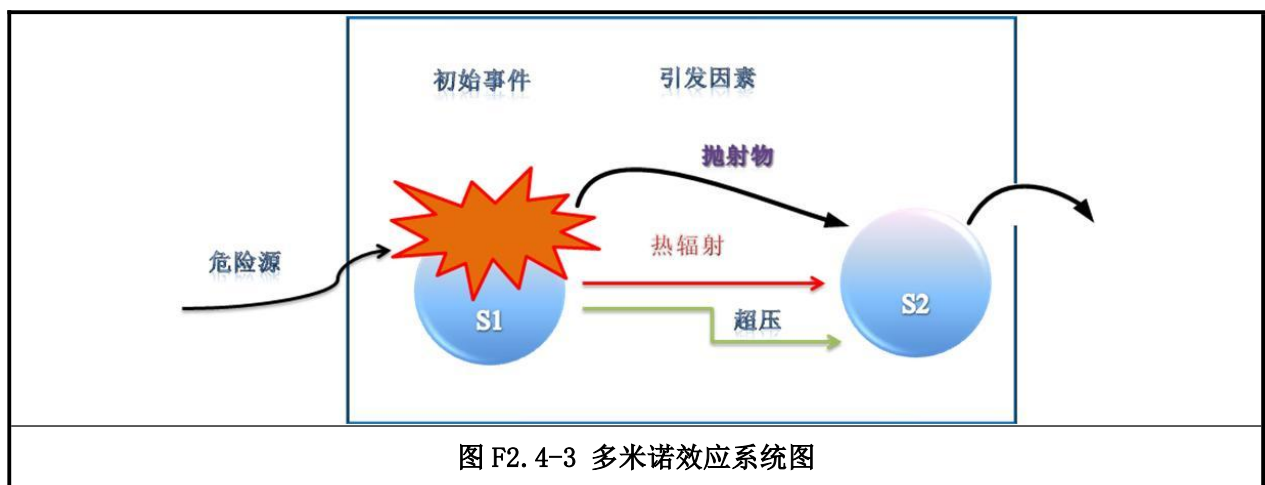 初始事件
引发因素
抛射物
热辐射
危险源
超压
S1
S2
图 F2.4-3 多米诺效应系统图